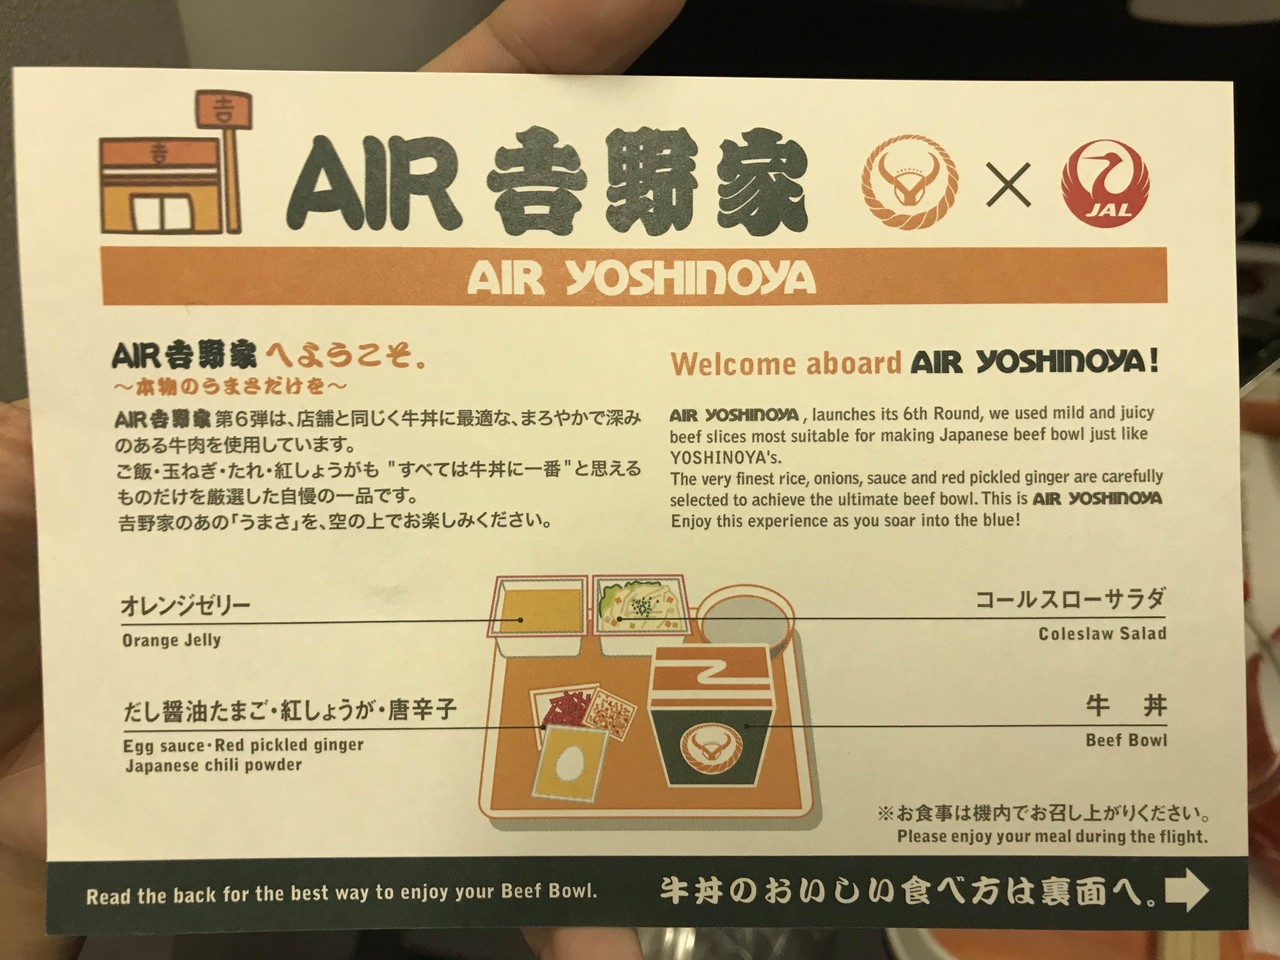 吉
吉
AIR 吉野家
JAL
AIR YOSHINOYA
AIR吉野家へようこそ。
～本物のうまさだけを～
AIR吉野家 第6弾は、店舗と同じく牛丼に最適な、まろやかで深み
のある牛肉を使用しています。
ご飯・玉ねぎ・たれ・紅しょうがも "すべては牛丼に一番"と思える
ものだけを厳選した自慢の一品です。
吉野家のあの「うまさ」を、空の上でお楽しみください。
Welcome aboard AIR YOSHINOYA!
AIR YOSHINOYA , launches its 6th Round, we used mild and juicy
beef slices most suitable for making Japanese beef bowl just like
YOSHINOYA's.
The very finest rice, onions, sauce and red pickled ginger are carefully
selected to achieve the ultimate beef bowl. This is AIR YOSHINOYA
Enjoy this experience as you soar into the blue!
オレンジゼリー
Orange Jelly
コールスローサラダ
Coleslaw Salad
だし醤油たまご・紅しょうが・唐辛子
Egg sauce・Red pickled ginger
Japanese chili powder
牛 丼
Beef Bowl
※お食事は機内でお召し上がりください。
Please enjoy your meal during the flight.
Read the back for the best way to enjoy your Beef Bowl.
牛丼のおいしい食べ方は裏面へ。